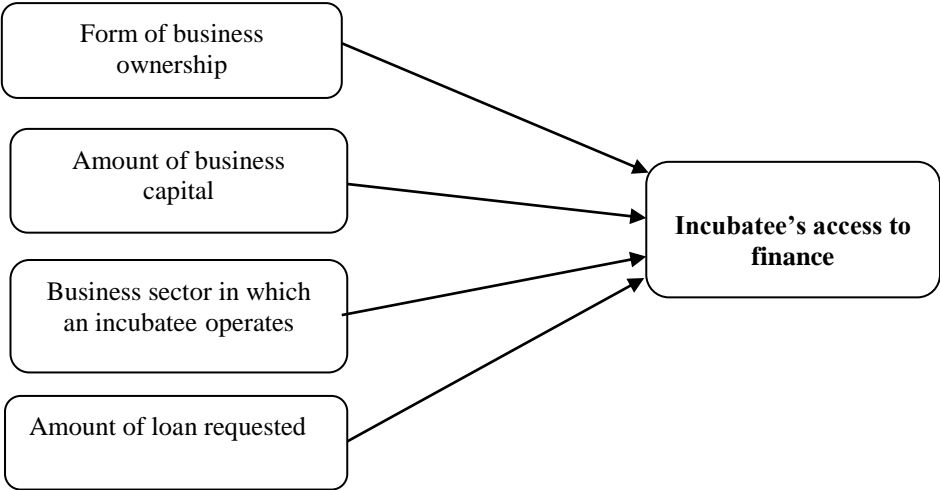 Form of business
ownership
Amount of business
capital
Business sector in which
an incubatee operates
Amount of loan requested
Incubatee’s access to
finance